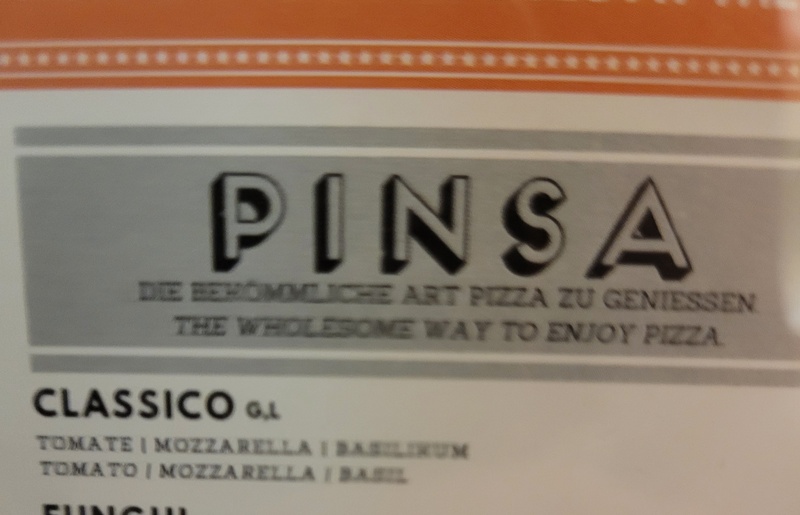 PINSA
DIE BEKÖMMLICHE ART PIZZA ZU GENIESSEN
THE WHOLESOME WAY TO ENJOY PIZZA.
CLASSICO G,L
TOMATE | MOZZARELLA | BASILIKUM
TOMATO | MOZZARELLA | BASIL
FUNGHI